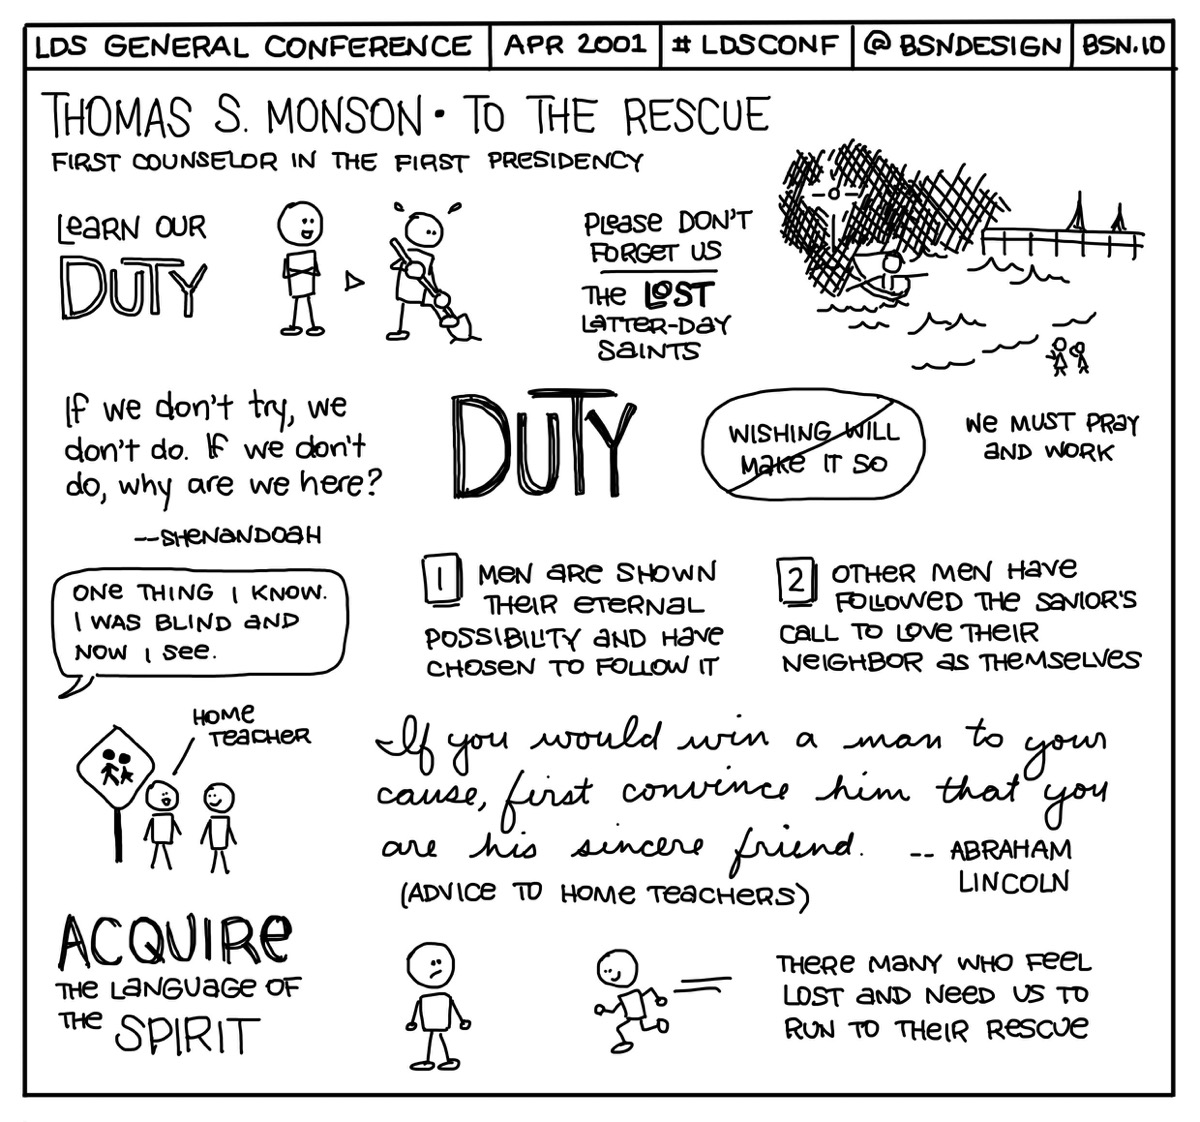 LDS GENERAL CONFERENCE
APR 2001
# LDSCONF
@ BSNDESIGN
BSN.IO
THOMAS S. MONSON • TO THE RESCUE
FIRST COUNSELOR IN THE FIRST PRESIDENCY
LEARN OUR
DUTY
PLEASE DON'T
FORGET US
THE LOST
LATTER-DAY
SAINTS
If we don't try, we
don't do. If we don't
do, why are we here?
--SHENANDOAH
DUTY
WISHING WILL
MAKE IT SO
WE MUST PRAY
AND WORK
ONE THING I KNOW.
I WAS BLIND AND
NOW I SEE.
1 MEN ARE SHOWN
THEIR ETERNAL
POSSIBILITY AND HAVE
CHOSEN TO FOLLOW IT
2 OTHER MEN HAVE
FOLLOWED THE SAVIOR'S
CALL TO LOVE THEIR
NEIGHBOR AS THEMSELVES
HOME
TEACHER
If you would win a man to your
cause, first convince him that you
are his sincere friend.
-- ABRAHAM
LINCOLN
(ADVICE TO HOME TEACHERS)
ACQUIRE
THE LANGUAGE OF
THE SPIRIT
THERE MANY WHO FEEL
LOST AND NEED US TO
RUN TO THEIR RESCUE